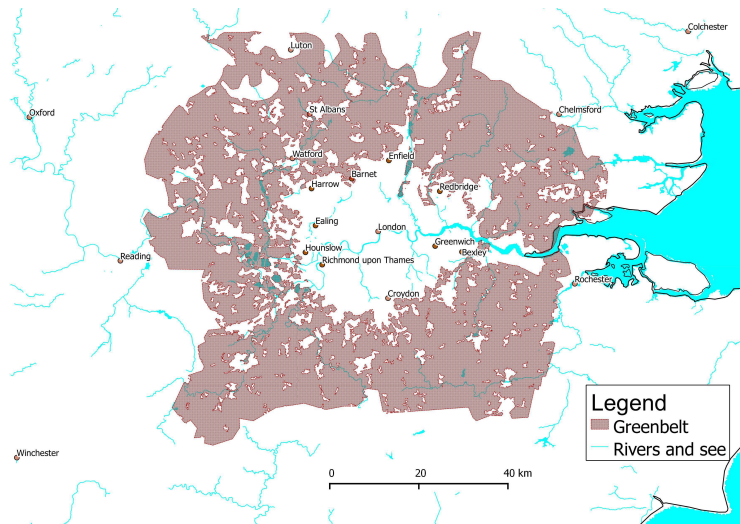 Colchester
Luton
Oxford
St Albans
Chelmsford
Watford
Enfield
Barnet
Harrow
Redbridge
Ealing
London
Hounslow
Greenwich
Reading
Richmond upon Thames
Bexley
Rochester
Croydon
Legend
Greenbelt
Rivers and see
Winchester
0 20 40 km